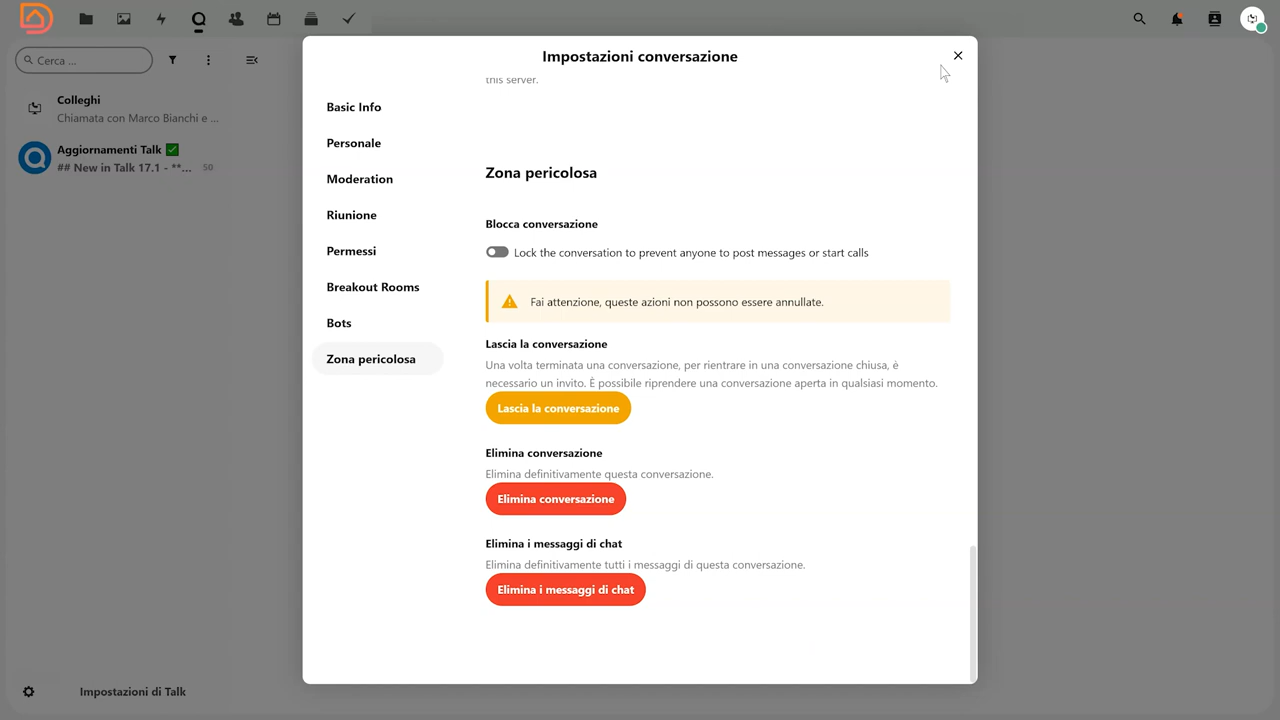 Impostazioni conversazione
this server.
Cerca ...
Colleghi
Chiamata con Marco Bianchi e ...
Aggiornamenti Talk ✅
## New in Talk 17.1 - **...
Basic Info
Personale
Moderation
Riunione
Permessi
Breakout Rooms
Bots
Zona pericolosa
Zona pericolosa
Blocca conversazione
Lock the conversation to prevent anyone to post messages or start calls
Fai attenzione, queste azioni non possono essere annullate.
Lascia la conversazione
Una volta terminata una conversazione, per rientrare in una conversazione chiusa, è
necessario un invito. È possibile riprendere una conversazione aperta in qualsiasi momento.
Lascia la conversazione
Elimina conversazione
Elimina definitivamente questa conversazione.
Elimina conversazione
Elimina i messaggi di chat
Elimina definitivamente tutti i messaggi di questa conversazione.
Elimina i messaggi di chat
Impostazioni di Talk